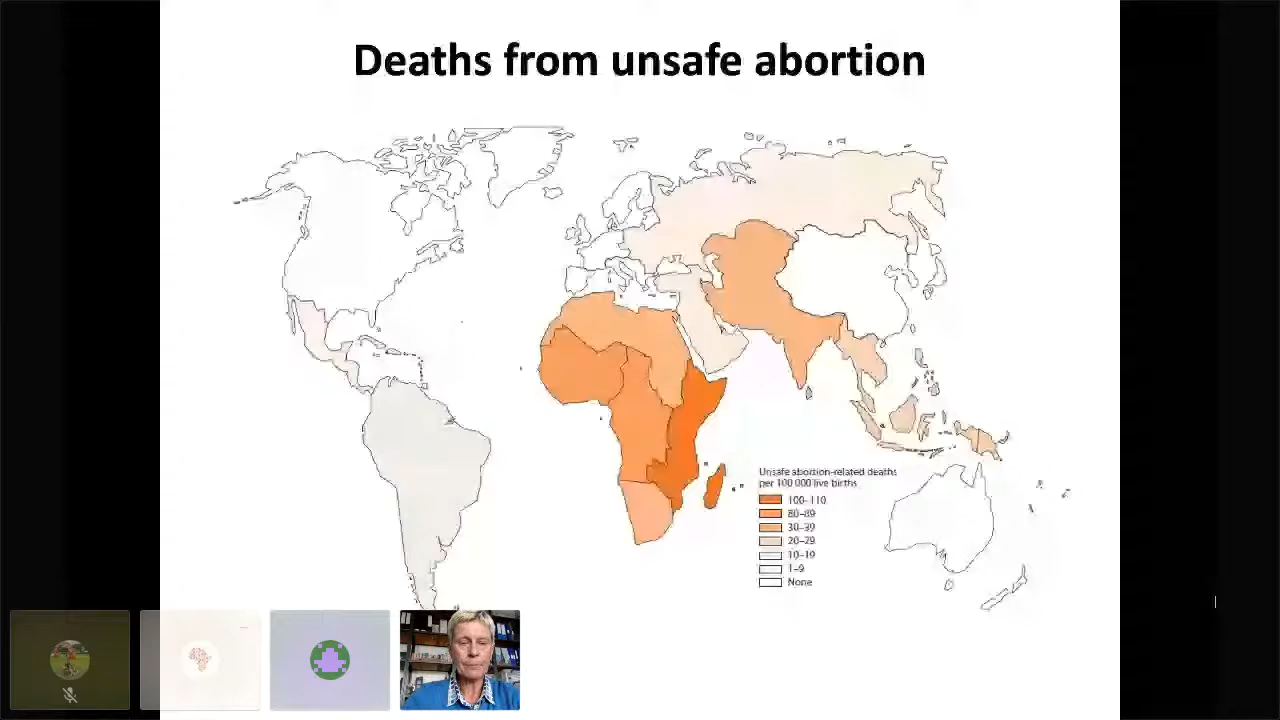 Deaths from unsafe abortion
Unsafe abortion-related deaths
per 100 000 live births
100–110
80–89
30–39
20–29
10–19
1–9
None